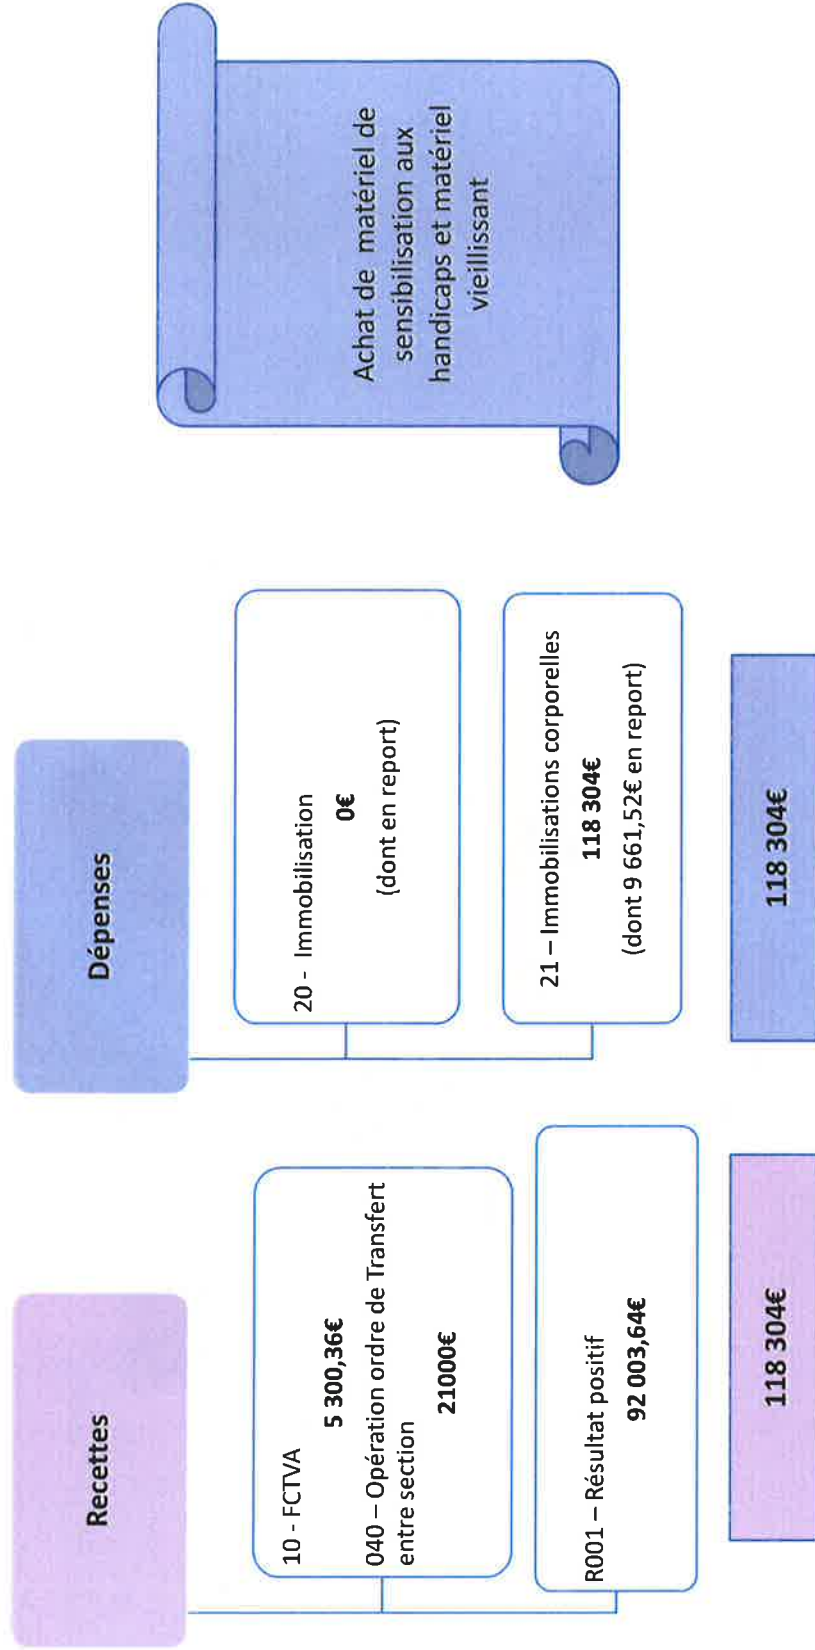 Recettes
10 - FCTVA
5 300,36€
040 – Opération ordre de Transfert
entre section
21000€
R001 – Résultat positif
92 003,64€
118 304€
Dépenses
20 - Immobilisation
0€
(dont en report)
21 – Immobilisations corporelles
118 304€
(dont 9 661,52€ en report)
118 304€
Achat de matériel de
sensibilisation aux
handicaps et matériel
vieillissant